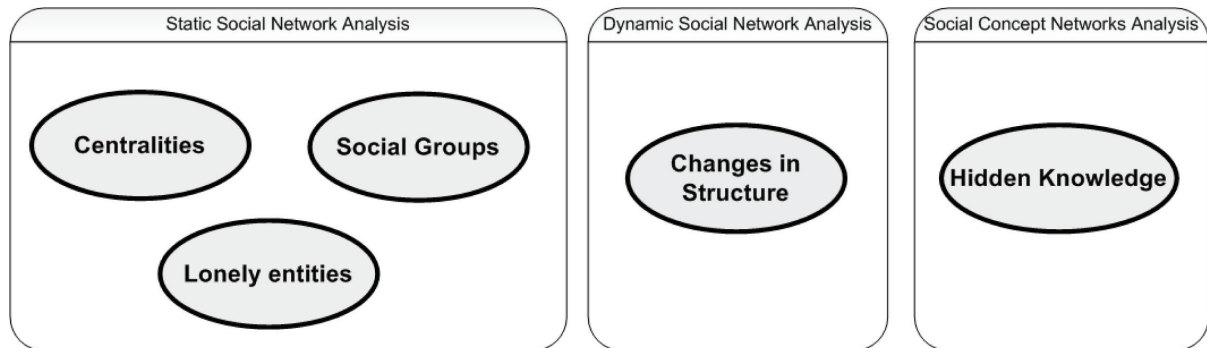 Static Social Network Analysis
Dynamic Social Network Analysis
Social Concept Networks Analysis
Centralities
Social Groups
Lonely entities
Changes in
Structure
Hidden Knowledge